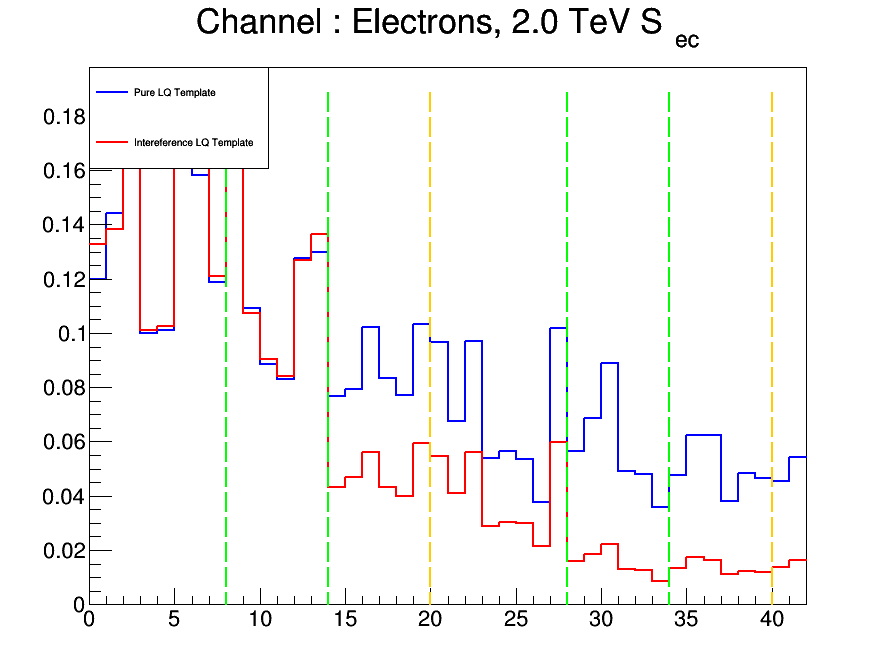 Channel : Electrons, 2.0 TeV S ec
Pure LQ Template
Intereference LQ Template
0.18
0.16
0.14
0.12
0.1
0.08
0.06
0.04
0.02
0
0 5 10 15 20 25 30 35 40